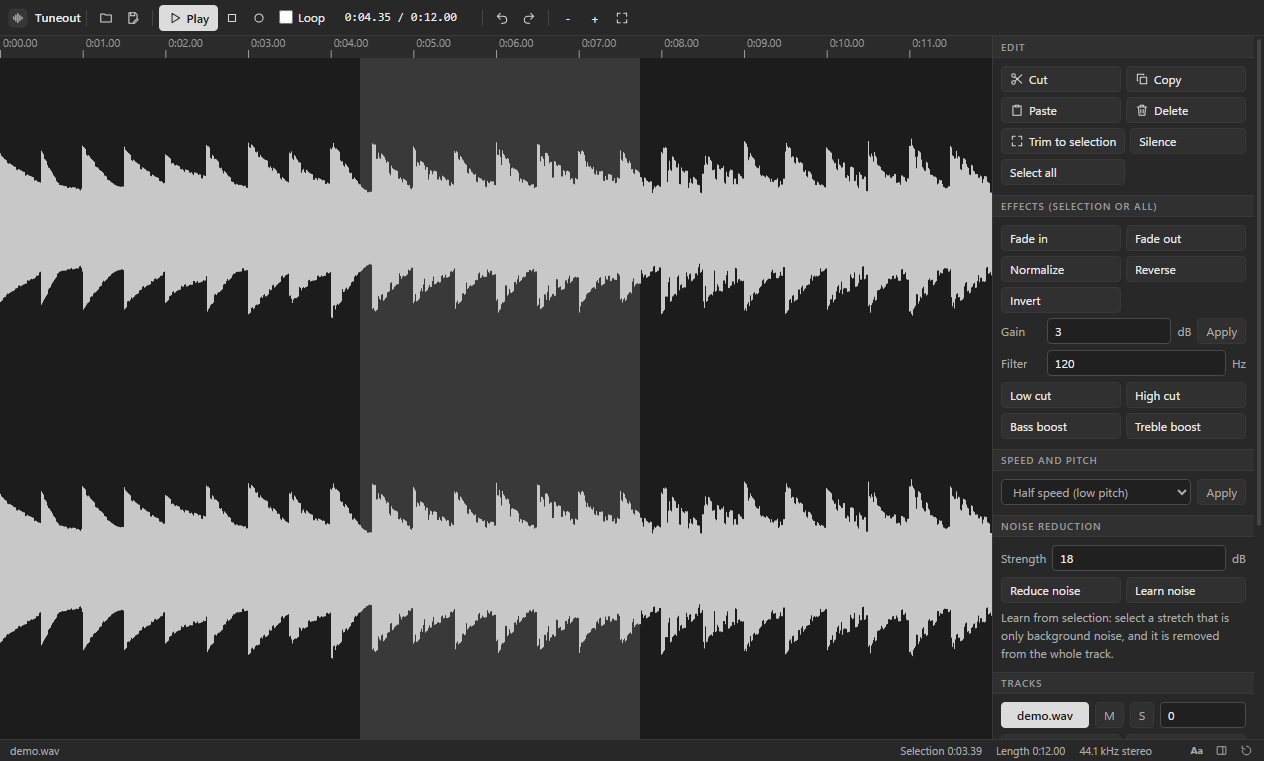 Tuneout Play Loop 0:04.35 / 0:12.00 - +
0:00.00 0:01.00 0:02.00 0:03.00 0:04.00 0:05.00 0:06.00 0:07.00 0:08.00 0:09.00 0:10.00 0:11.00
EDIT
Cut Copy
Paste Delete
Trim to selection Silence
Select all
EFFECTS (SELECTION OR ALL)
Fade in Fade out
Normalize Reverse
Invert
Gain 3 dB Apply
Filter 120 Hz
Low cut High cut
Bass boost Treble boost
SPEED AND PITCH
Half speed (low pitch) Apply
NOISE REDUCTION
Strength 18 dB
Reduce noise Learn noise
Learn from selection: select a stretch that is
only background noise, and it is removed
from the whole track.
TRACKS
demo.wav M S 0
demo.wav Selection 0:03.39 Length 0:12.00 44.1 kHz stereo Aa